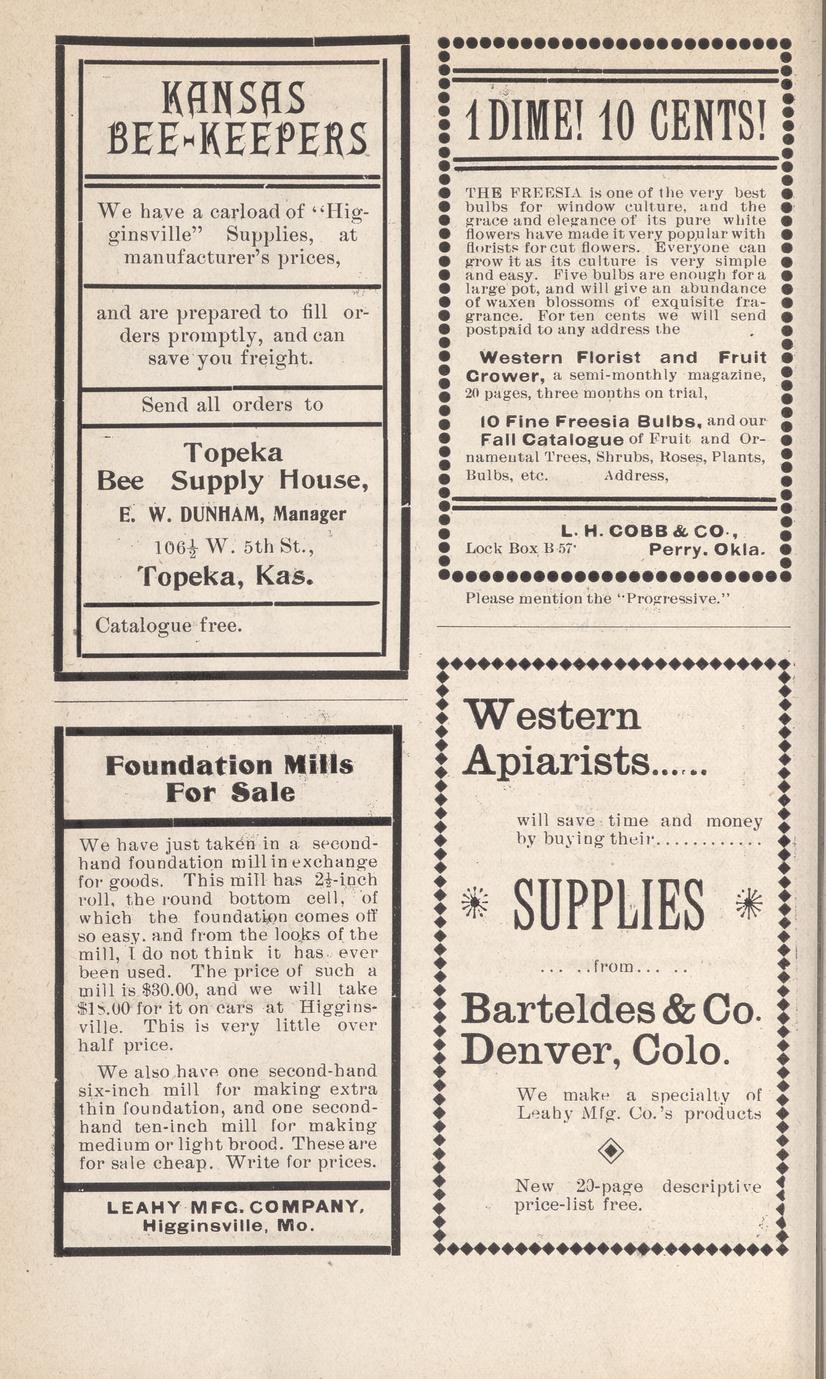 KANSAS
BEE-KEEPERS
We have a carload of "Hig-
ginsville" Supplies, at
manufacturer's prices,
and are prepared to fill or-
ders promptly, and can
save you freight.
Send all orders to
Topeka
Bee Supply House,
E. W. DUNHAM, Manager
106½ W. 5th St.,
Topeka, Kas.
Catalogue free.
Foundation Mills
For Sale
We have just taken in a second-
hand foundation mill in exchange
for goods. This mill has 2½-inch
roll, the round bottom cell, of
which the foundation comes off
so easy. and from the looks of the
mill, I do not think it has ever
been used. The price of such a
mill is $30.00, and we will take
$18.00 for it on cars at Higgins-
ville. This is very little over
half price.
We also have one second-hand
six-inch mill for making extra
thin foundation, and one second-
hand ten-inch mill for making
medium or light brood. These are
for sale cheap. Write for prices.
LEAHY MFG. COMPANY,
Higginsville, Mo.
1 DIME! 10 CENTS!
THE FREESIA is one of the very best
bulbs for window culture, and the
grace and elegance of its pure white
flowers have made it very popular with
florists for cut flowers. Everyone can
grow it as its culture is very simple
and easy. Five bulbs are enough for a
large pot, and will give an abundance
of waxen blossoms of exquisite fra-
grance. For ten cents we will send
postpaid to any address the
Western Florist and Fruit
Grower, a semi-monthly magazine,
20 pages, three months on trial,
10 Fine Freesia Bulbs, and our
Fall Catalogue of Fruit and Or-
namental Trees, Shrubs, Roses, Plants,
Bulbs, etc. Address,
L. H. COBB & CO.,
Lock Box B 57 Perry. Okla.
Please mention the "Progressive."
Western
Apiarists......
will save time and money
by buying their............
SUPPLIES
... ..from... ..
Barteldes & Co.
Denver, Colo.
We make a specialty of
Leahy Mfg. Co.'s products
New 20-page descriptive
price-list free.